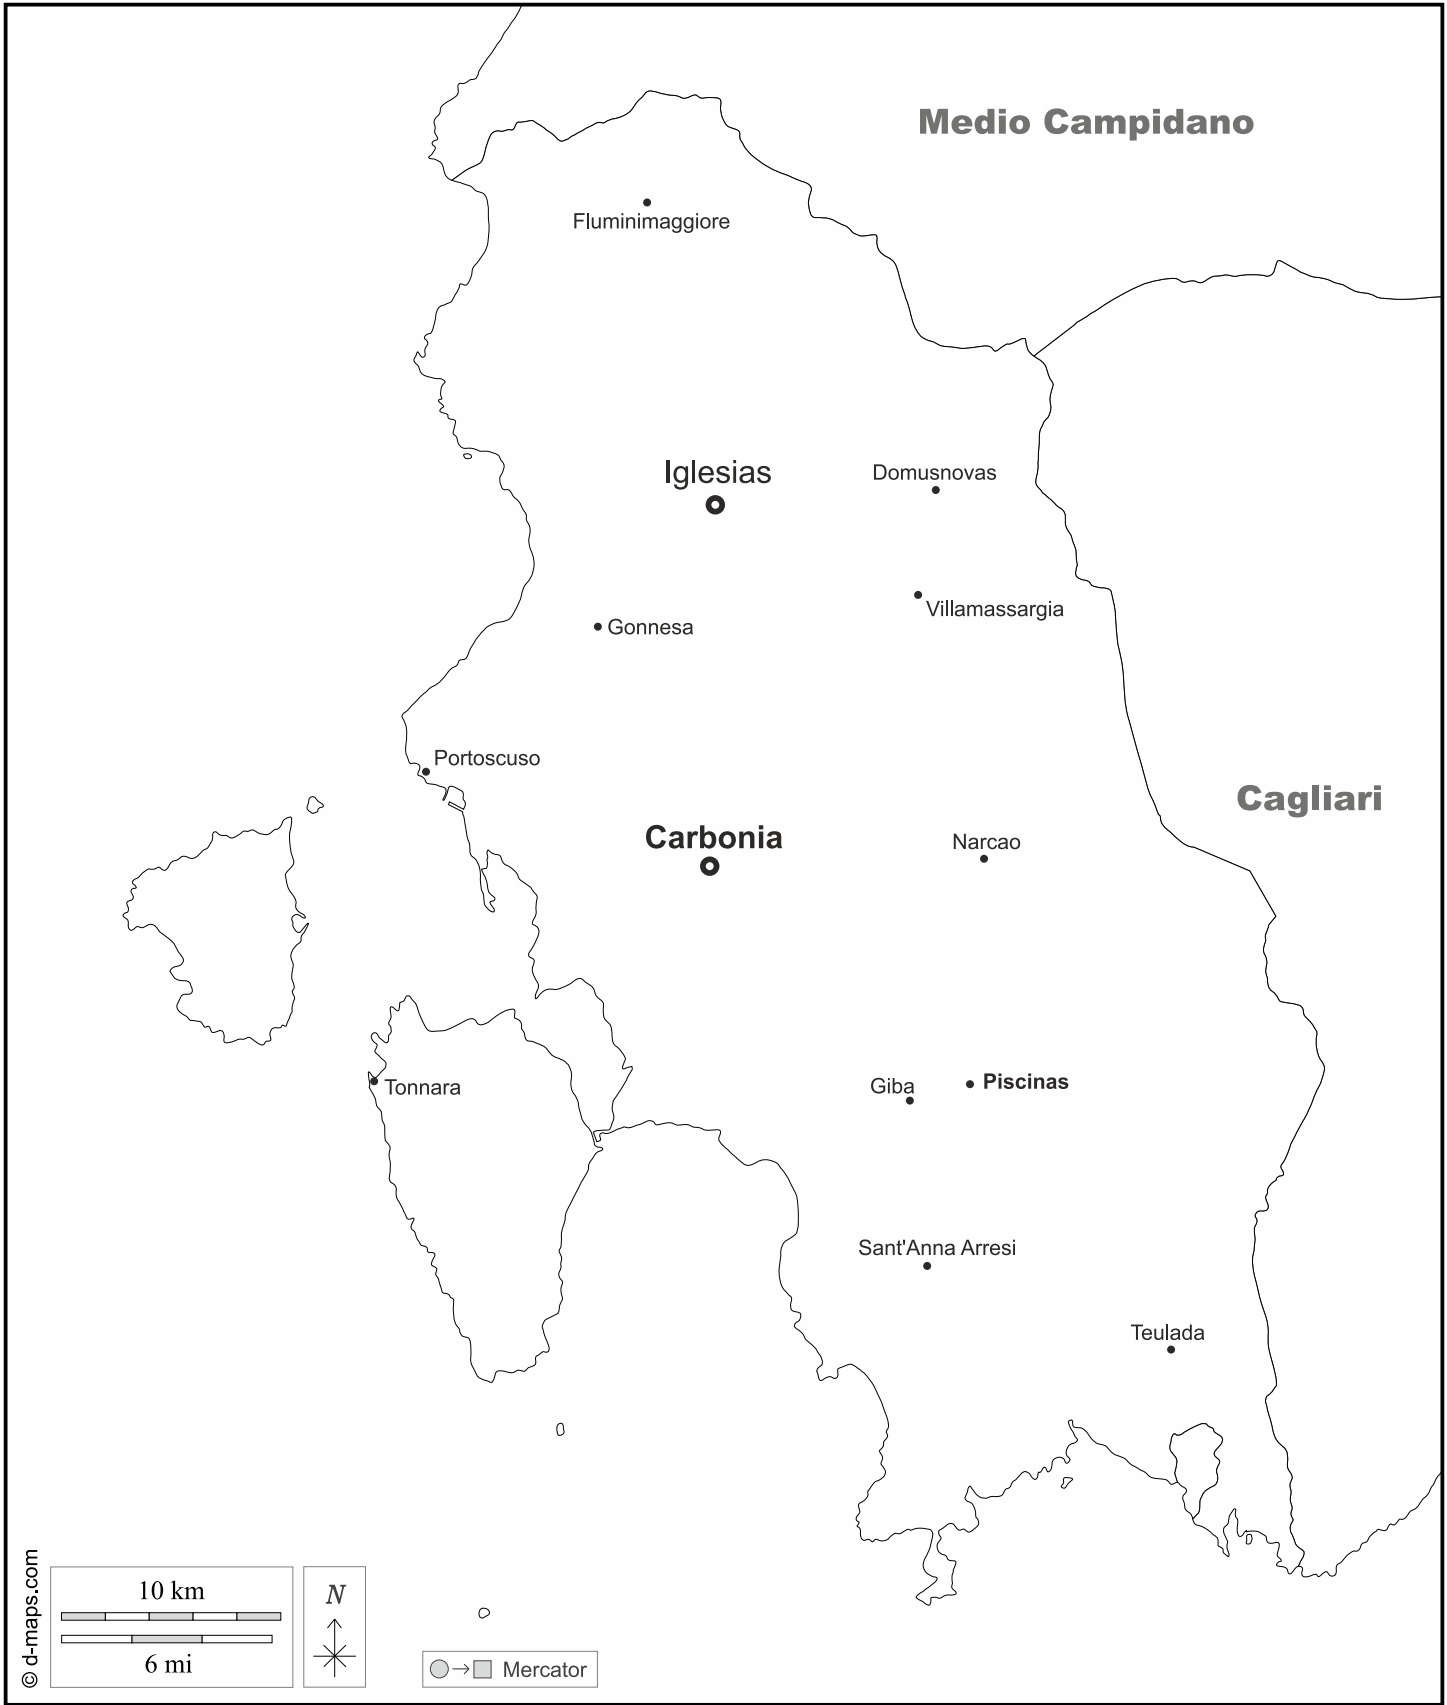 Medio Campidano
Fluminimaggiore
Iglesias
Domusnovas
Villamassargia
Gonnesa
Portoscuso
Cagliari
Carbonia
Narcao
Tonnara
Giba
Piscinas
Sant'Anna Arresi
Teulada
© d-maps.com
10 km
6 mi
N
Mercator